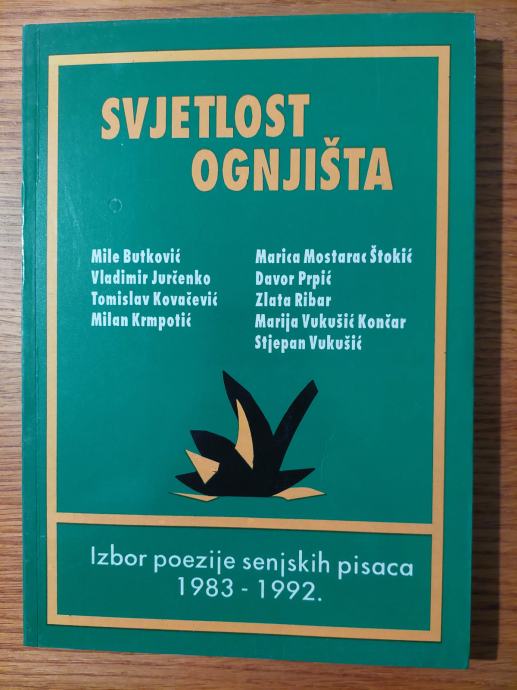 SVJETLOST
OGNJIŠTA
Mile Butković
Vladimir Jurčenko
Tomislav Kovačević
Milan Krmpotić
Marica Mostarac Štokić
Davor Prpić
Zlata Ribar
Marija Vukušić Končar
Stjepan Vukušić
Izbor poezije senjskih pisaca
1983 - 1992.